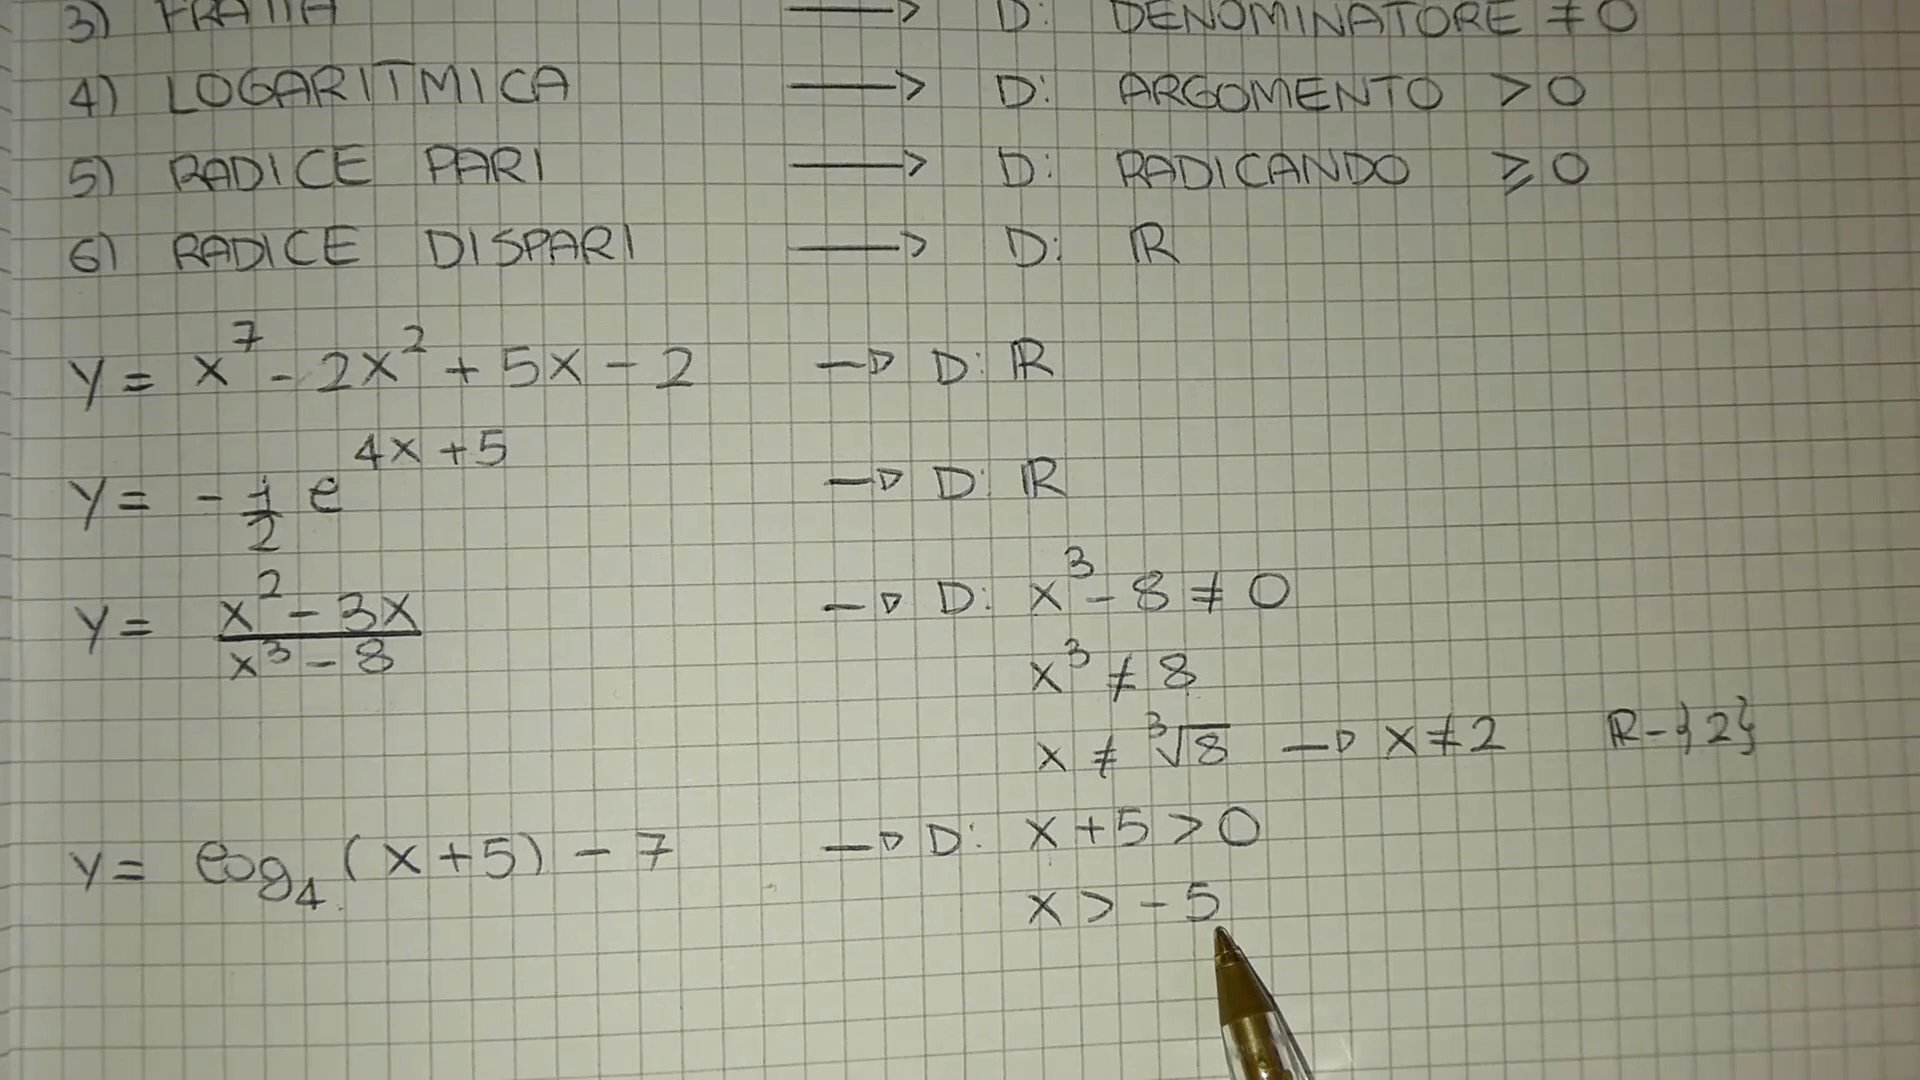 3) FRATTA → D: DENOMINATORE ≠ 0
4) LOGARITMICA → D: ARGOMENTO > 0
5) RADICE PARI → D: RADICANDO ≥ 0
6) RADICE DISPARI → D: ℝ
y = x⁷ - 2x² + 5x - 2 → D: ℝ
y = -1/2 e^(4x+5) → D: ℝ
y = (x² - 3x)/(x³ - 8) → D: x³ - 8 ≠ 0
x³ ≠ 8
x ≠ ³√8 → x ≠ 2 ℝ-{2}
y = log₄ (x+5) - 7 → D: x+5 > 0
x > -5